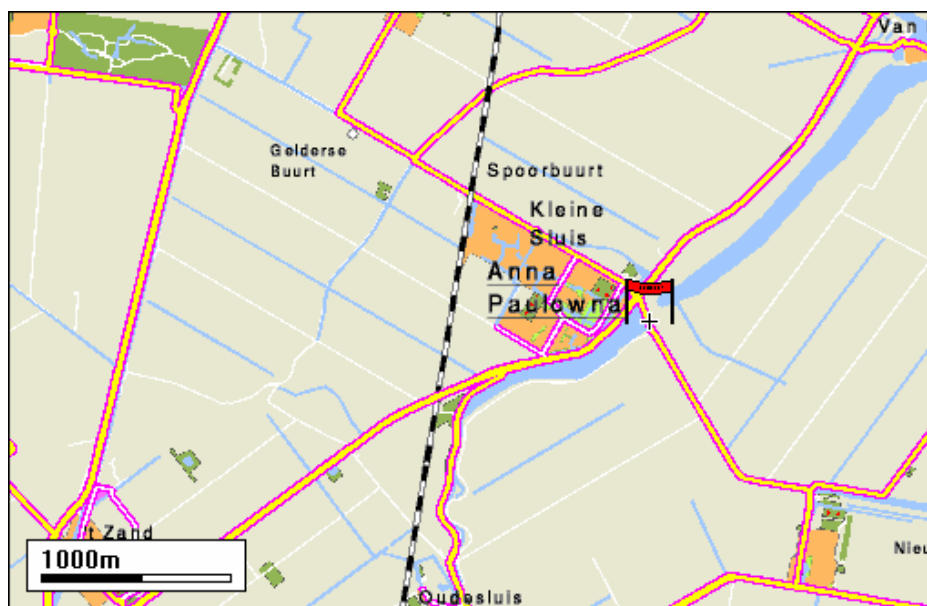 Van
Gelderse
Buurt
Spoorbuurt
Kleine
Sluis
Anna
Paulowna
't Zand
1000m
Nieu
Oudesluis